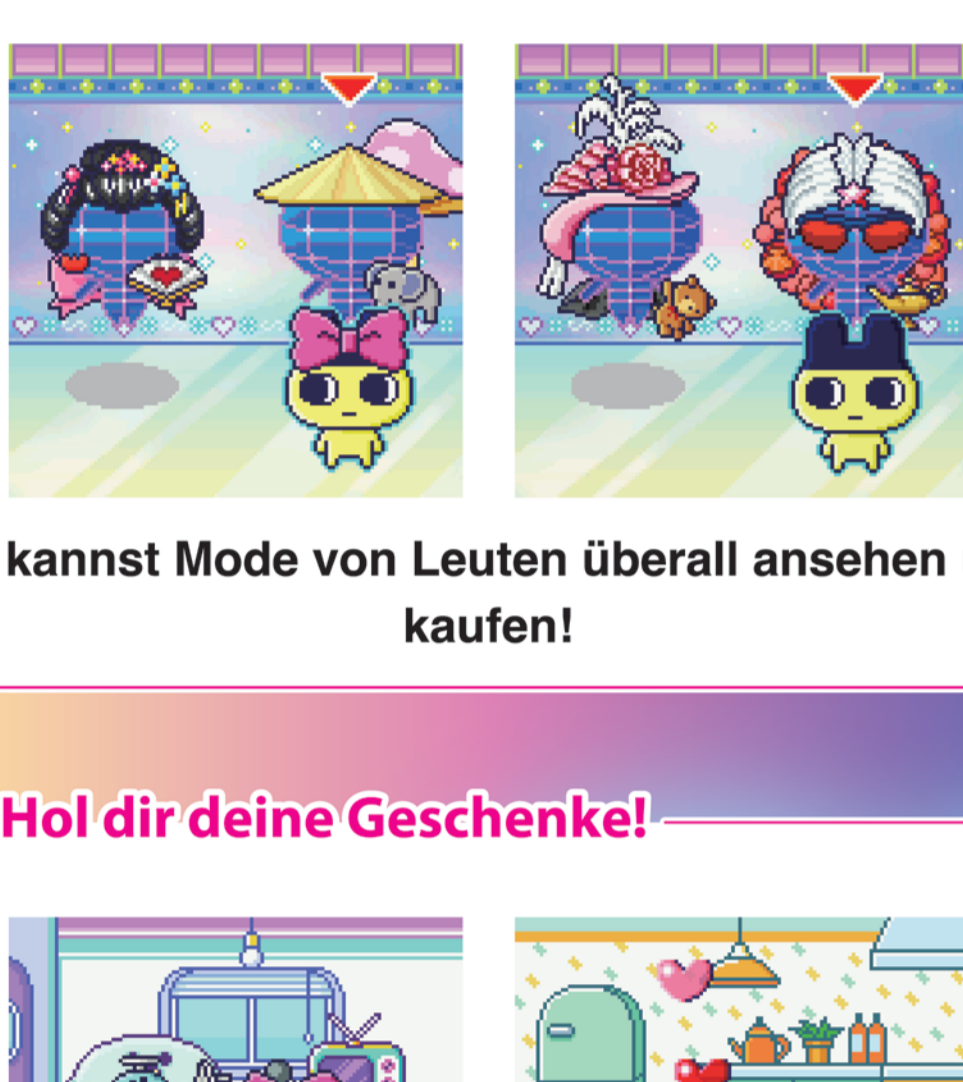 kannst Mode von Leuten überall ansehen
kaufen!
Hol dir deine Geschenke!